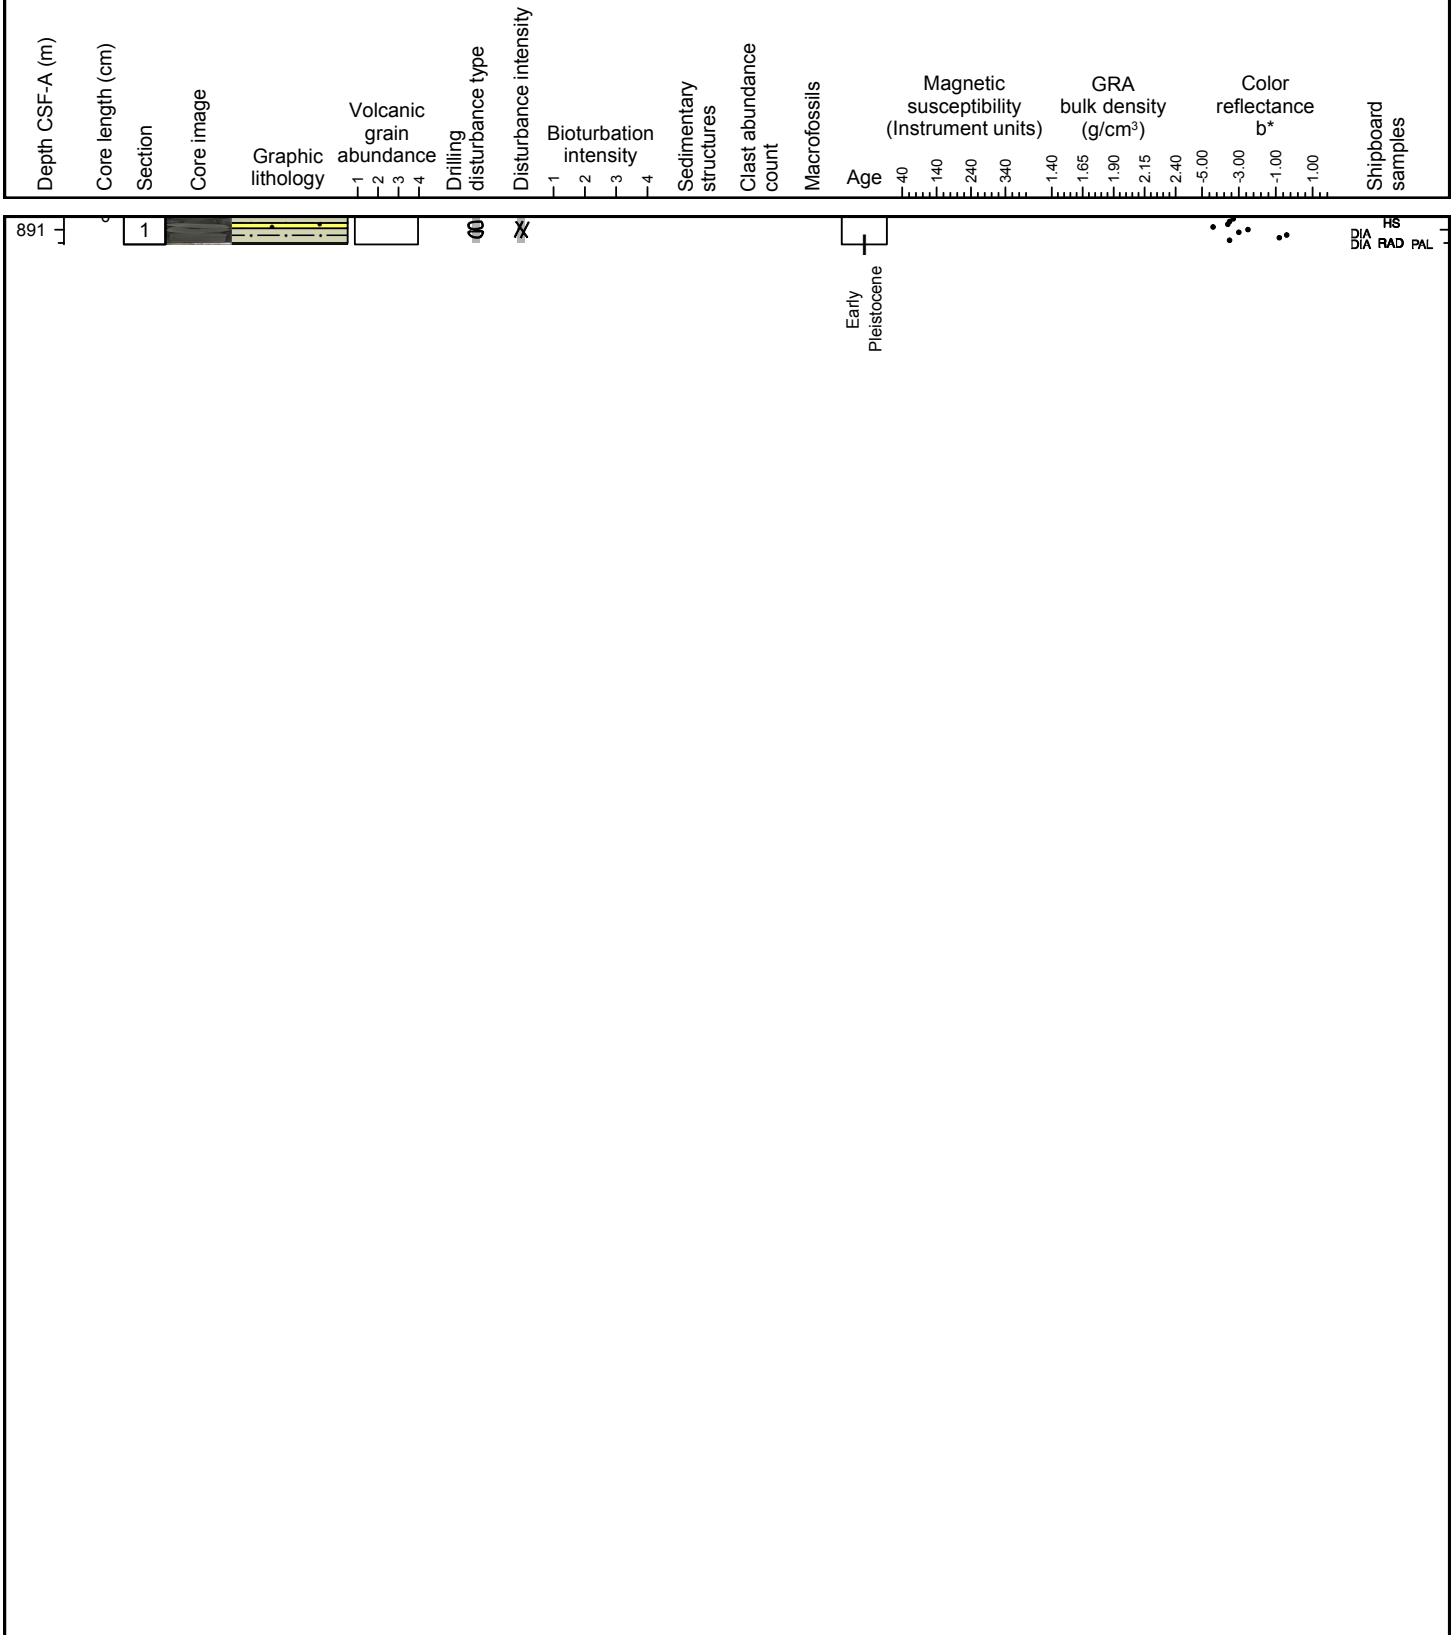 Depth CSF-A (m)
Core length (cm)
Section
Core image
Graphic
lithology
Volcanic
grain
abundance
1 2 3 4
Drilling
disturbance type
Disturbance intensity
Bioturbation
intensity
1 2 3 4
Sedimentary
structures
Clast abundance
count
Macrofossils
Age
Magnetic
susceptibility
(Instrument units)
40 140 240 340
GRA
bulk density
(g/cm³)
1.40 1.65 1.90 2.15 2.40
Color
reflectance
b*
-5.00 -3.00 -1.00 1.00
Shipboard
samples
891
1
HS
DIA
DIA RAD PAL
Early
Pleistocene